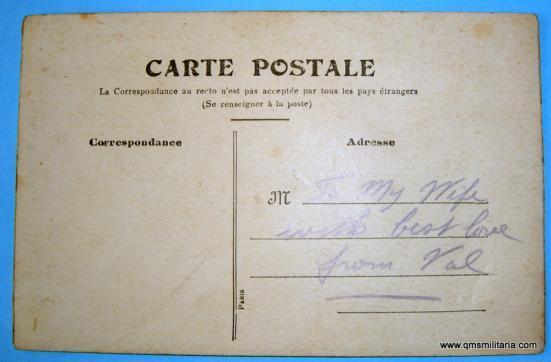 CARTE POSTALE
La Correspondance au recto n'est pas acceptée par tous les pays étrangers
(Se renseigner à la poste)
Correspondance
Adresse
M To My Wife
with best love
from Val
PARIS
www.qmsmilitaria.com